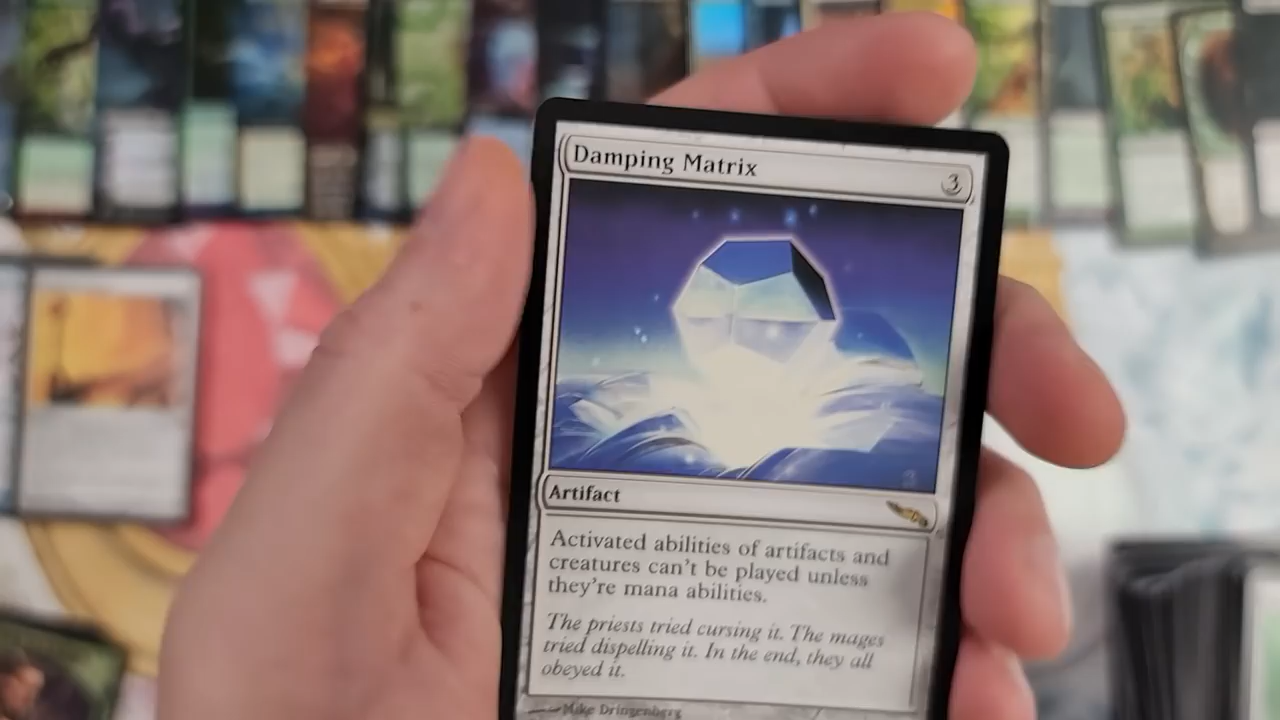 Damping Matrix
3
Artifact
Activated abilities of artifacts and
creatures can't be played unless
they're mana abilities.
The priests tried cursing it. The mages
tried dispelling it. In the end, they all
obeyed it.
Mike Dringenberg